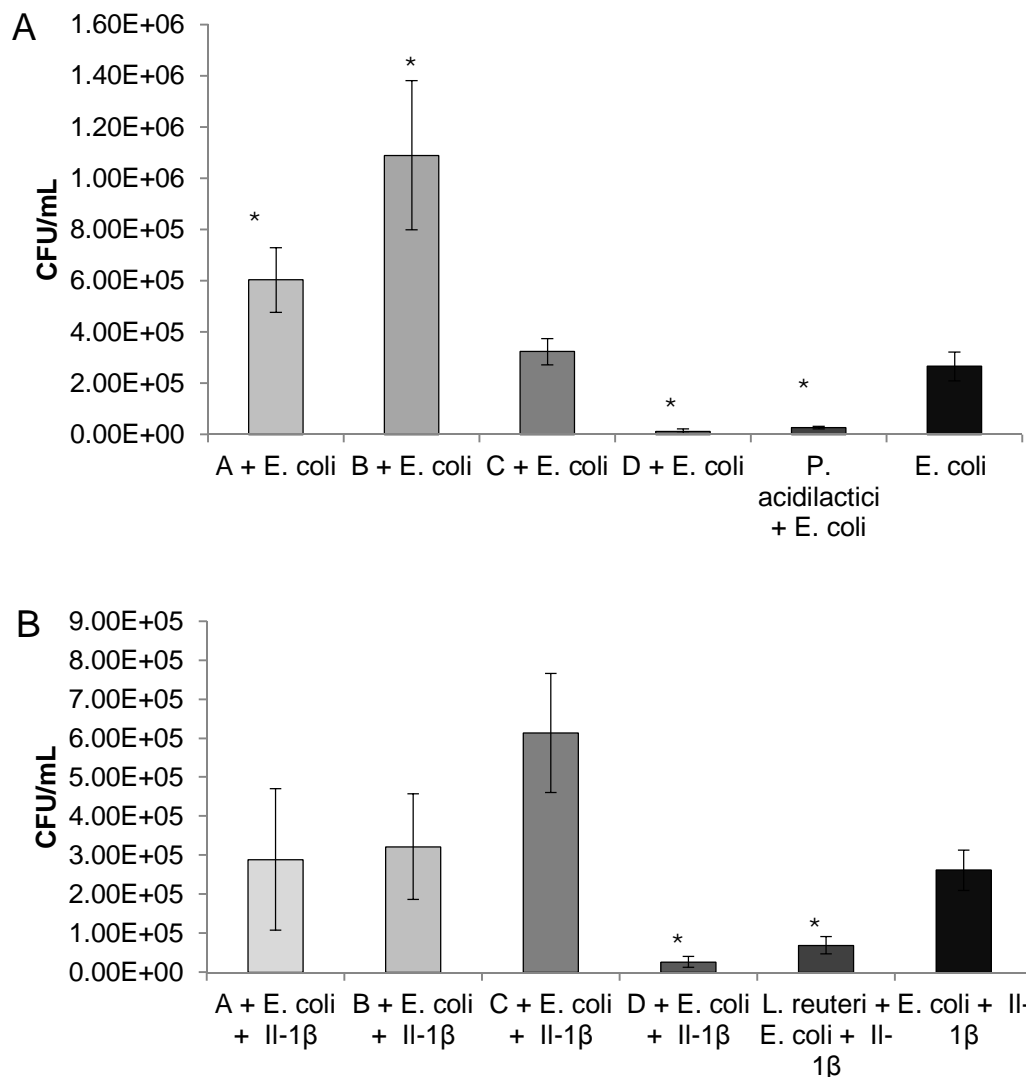 A
1.60E+06
1.40E+06
1.20E+06
1.00E+06
8.00E+05
6.00E+05
4.00E+05
2.00E+05
0.00E+00
CFU/mL
*
*
*
*
A + E. coli B + E. coli C + E. coli D + E. coli P. E. coli
acidilactici
+ E. coli
B
9.00E+05
8.00E+05
7.00E+05
6.00E+05
5.00E+05
4.00E+05
3.00E+05
2.00E+05
1.00E+05
0.00E+00
CFU/mL
*
*
A + E. coli B + E. coli C + E. coli D + E. coli L. reuteri + E. coli + Il-
+ Il-1β + Il-1β + Il-1β + Il-1β E. coli + Il- 1β
1β